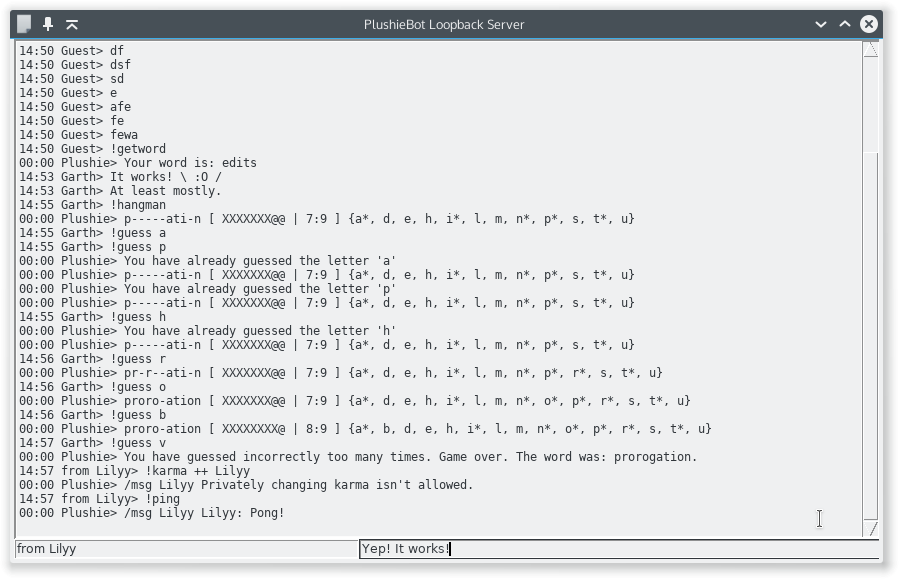 PlushieBot Loopback Server
14:50 Guest> df
14:50 Guest> dsf
14:50 Guest> sd
14:50 Guest> e
14:50 Guest> afe
14:50 Guest> fe
14:50 Guest> fewa
14:50 Guest> !getword
00:00 Plushie> Your word is: edits
14:53 Garth> It works! \ :O /
14:53 Garth> At least mostly.
14:55 Garth> !hangman
00:00 Plushie> p-----ati-n [ XXXXXXX@@ | 7:9 ] {a*, d, e, h, i*, l, m, n*, p*, s, t*, u}
14:55 Garth> !guess a
14:55 Garth> !guess p
00:00 Plushie> You have already guessed the letter 'a'
00:00 Plushie> p-----ati-n [ XXXXXXX@@ | 7:9 ] {a*, d, e, h, i*, l, m, n*, p*, s, t*, u}
00:00 Plushie> You have already guessed the letter 'p'
00:00 Plushie> p-----ati-n [ XXXXXXX@@ | 7:9 ] {a*, d, e, h, i*, l, m, n*, p*, s, t*, u}
14:55 Garth> !guess h
00:00 Plushie> You have already guessed the letter 'h'
00:00 Plushie> p-----ati-n [ XXXXXXX@@ | 7:9 ] {a*, d, e, h, i*, l, m, n*, p*, s, t*, u}
14:56 Garth> !guess r
00:00 Plushie> pr-r--ati-n [ XXXXXXX@@ | 7:9 ] {a*, d, e, h, i*, l, m, n*, p*, r*, s, t*, u}
14:56 Garth> !guess o
00:00 Plushie> proro-ation [ XXXXXXX@@ | 7:9 ] {a*, d, e, h, i*, l, m, n*, o*, p*, r*, s, t*, u}
14:56 Garth> !guess b
00:00 Plushie> proro-ation [ XXXXXXXX@ | 8:9 ] {a*, b, d, e, h, i*, l, m, n*, o*, p*, r*, s, t*, u}
14:57 Garth> !guess v
00:00 Plushie> You have guessed incorrectly too many times. Game over. The word was: prorogation.
14:57 from Lilyy> !karma ++ Lilyy
00:00 Plushie> /msg Lilyy Privately changing karma isn't allowed.
14:57 from Lilyy> !ping
00:00 Plushie> /msg Lilyy Lilyy: Pong!
from Lilyy
Yep! It works!